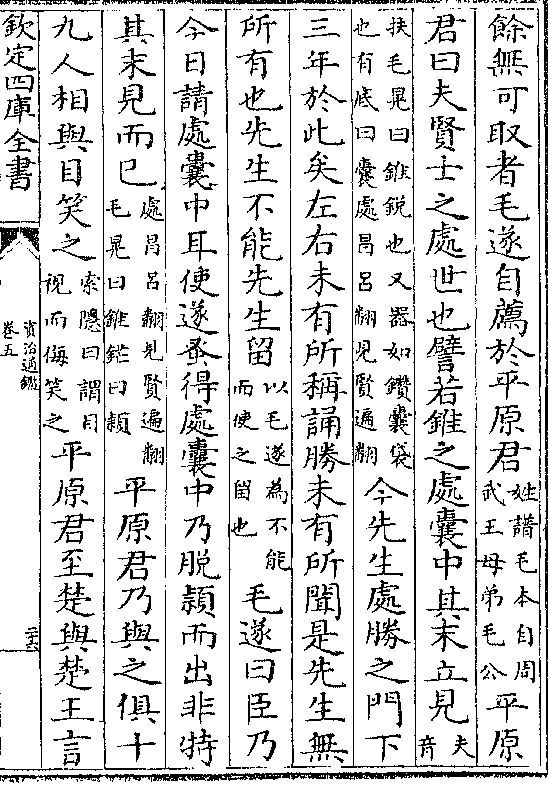 餘無可取者毛遂自薦於平原君姓譜毛本自周武王母弟毛公平原
君曰夫賢士之處世也譬若錐之處囊中其末立見夫音
扶毛晃曰錐銳也又器如鑽囊袋也有底曰囊處昌呂翻見賢遍翻今先生處勝之門下
三年於此矣左右未有所稱誦勝未有所聞是先生無
所有也先生不能先生留以毛遂為不能而使之留也毛遂曰臣乃
今日請處囊中耳使遂蚤得處囊中乃脫頴而出非特
其末見而已處昌呂翻見賢遍翻毛晃曰錐鋩曰頴平原君乃與之俱十
九人相與目笑之索隱曰謂目視而侮笑之平原君至楚與楚王言
欽定四庫全書
資治通鑑
卷五